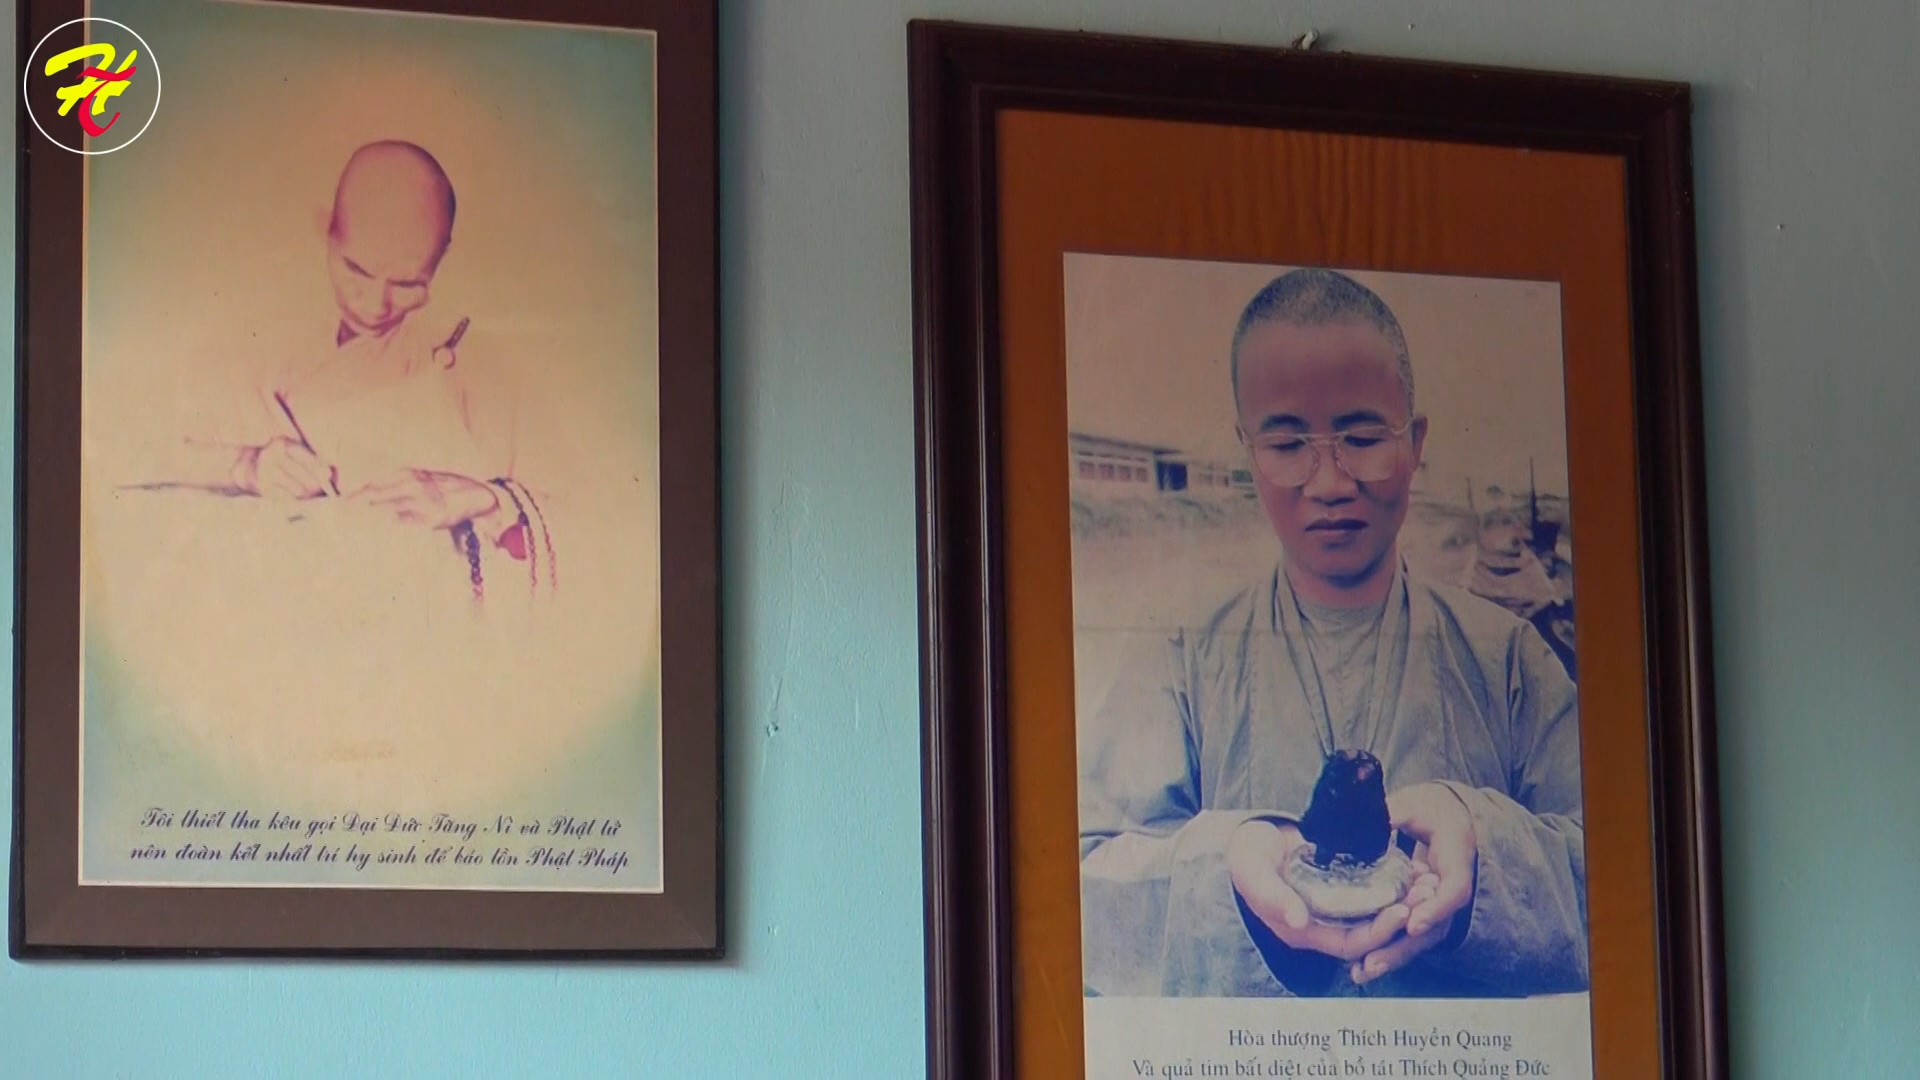 HT
Tôi thiết tha kêu gọi Đại Đức Tăng Ni và Phật tử
nên đoàn kết nhất trí hy sinh để bảo tồn Phật Pháp
Hòa thượng Thích Huyền Quang
Và quả tim bất diệt của bồ tát Thích Quảng Đức